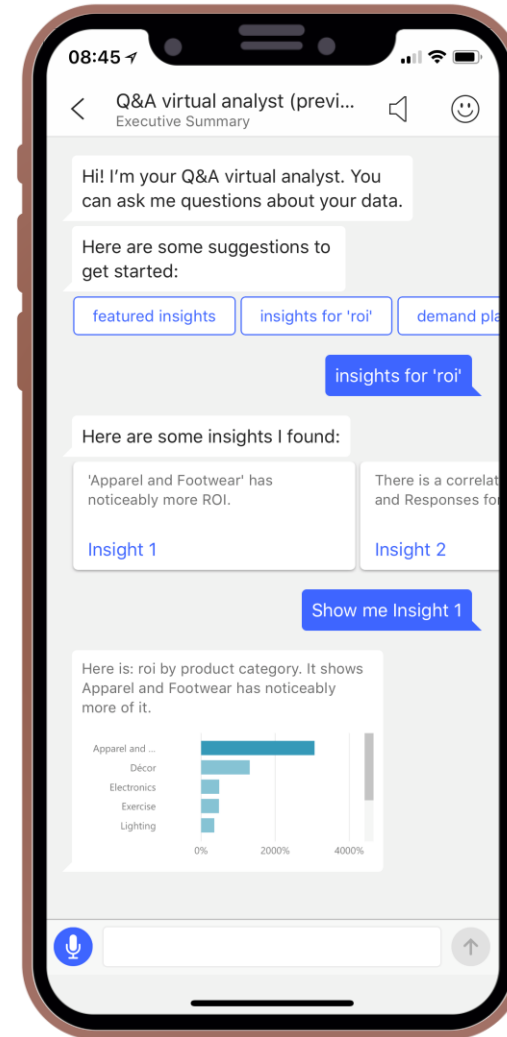 08:45
Q&A virtual analyst (previ...
Executive Summary
Hi! I'm your Q&A virtual analyst. You
can ask me questions about your data.
Here are some suggestions to
get started:
featured insights
insights for 'roi'
demand pla
insights for 'roi'
Here are some insights I found:
'Apparel and Footwear' has
noticeably more ROI.
Insight 1
There is a correlat
and Responses for
Insight 2
Show me Insight 1
Here is: roi by product category. It shows
Apparel and Footwear has noticeably
more of it.
Apparel and ...
Décor
Electronics
Exercise
Lighting
0%
2000%
4000%